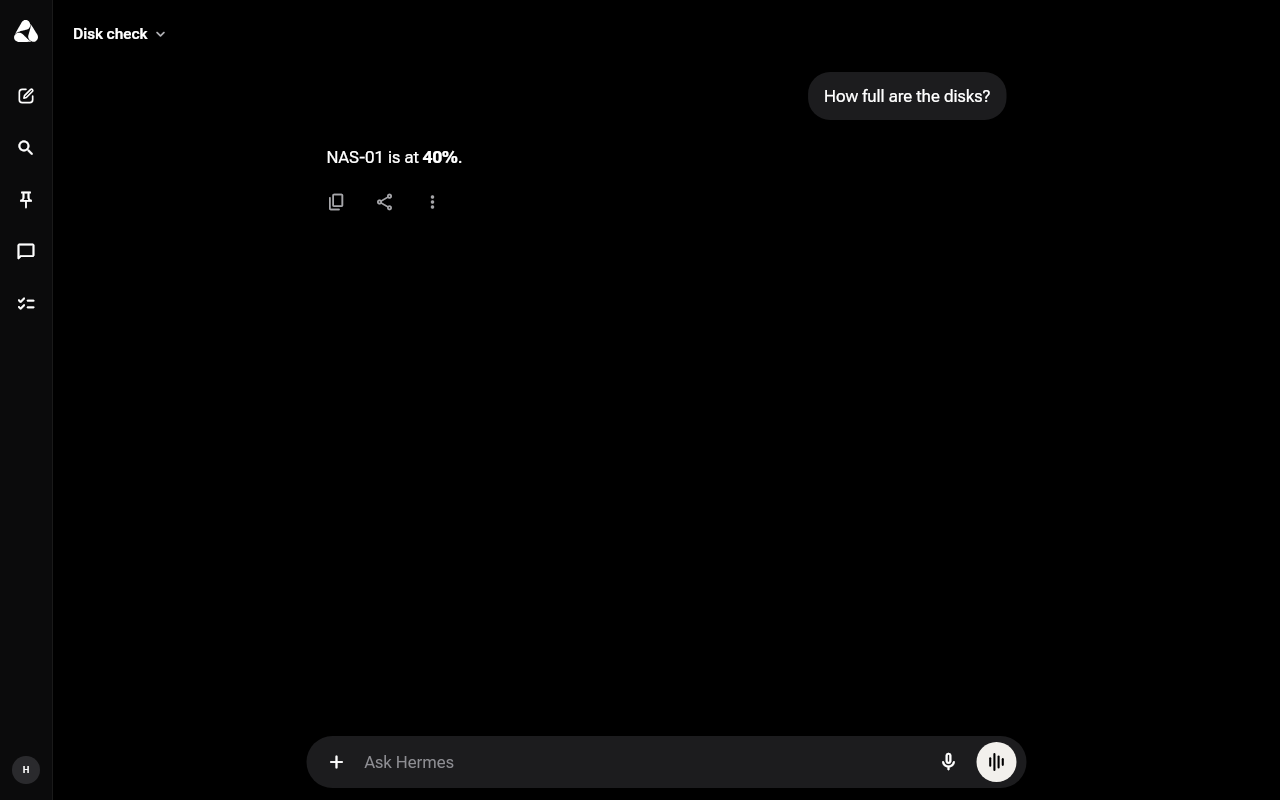 Disk check
How full are the disks?
NAS-01 is at 40%.
Ask Hermes
H